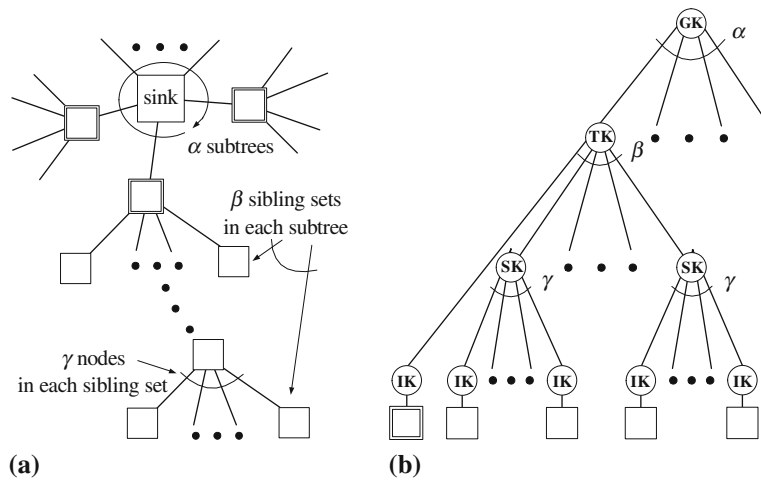 sink
α subtrees
β sibling sets
in each subtree
γ nodes
in each sibling set
(a)
GK
α
TK
β
SK
γ
SK
γ
IK
IK
IK
IK
IK
(b)